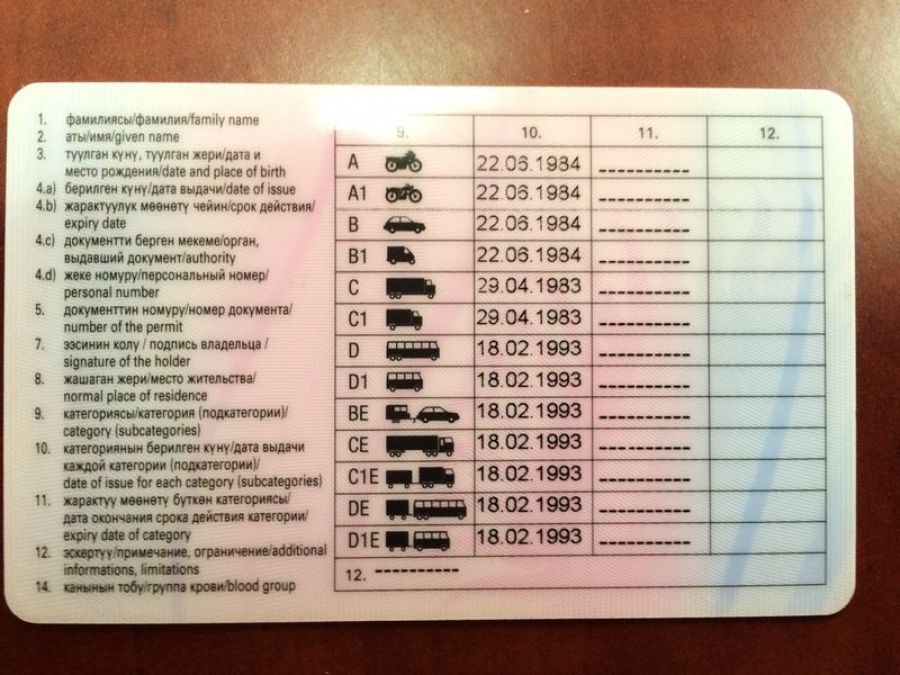 1. фамилиясы/фамилия/family name
2. аты/имя/given name
3. туулган күнү, туулган жери/дата и
место рождения/date and place of birth
4.a) берилген күнү/дата выдачи/date of issue
4.b) жарактуулук мөөнөтү чейин/срок действия/
expiry date
4.c) документти берген мекеме/орган,
выдавший документ/authority
4.d) жеке номуру/персональный номер/
personal number
5. документтин номуру/номер документа/
number of the permit
7. ээсинин колу / подпись владельца /
signature of the holder
8. жашаган жери/место жительства/
normal place of residence
9. категориясы/категория (подкатегории)/
category (subcategories)
10. категориянын берилген күнү/дата выдачи
каждой категории (подкатегории)/
date of issue for each category (subcategories)
11. жарактуу мөөнөтү бүткөн категориясы/
дата окончания срока действия категории/
expiry date of category
12. эскертүү/примечание, ограничение/additional
informations, limitations
14. канынын тобу/группа крови/blood group
9. 10. 11. 12.
A 22.06.1984 ----------
A1 22.06.1984 ----------
B 22.06.1984 ----------
B1 22.06.1984 ----------
C 29.04.1983 ----------
C1 29.04.1983 ----------
D 18.02.1993 ----------
D1 18.02.1993 ----------
BE 18.02.1993 ----------
CE 18.02.1993 ----------
C1E 18.02.1993 ----------
DE 18.02.1993 ----------
D1E 18.02.1993 ----------
12. ----------